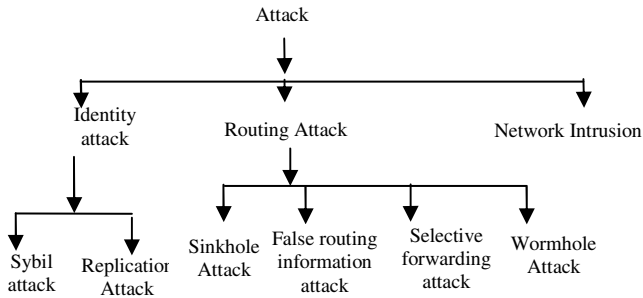 Attack
Identity
attack
Routing Attack
Network Intrusion
Sybil
attack
Replication
Attack
Sinkhole
Attack
False routing
information
attack
Selective
forwarding
attack
Wormhole
Attack